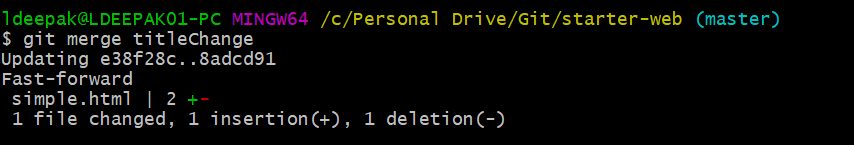 ldeepak@LDEEPAK01-PC MINGW64 /c/Personal Drive/Git/starter-web (master)
$ git merge titleChange
Updating e38f28c..8adcd91
Fast-forward
 simple.html | 2 +-
 1 file changed, 1 insertion(+), 1 deletion(-)